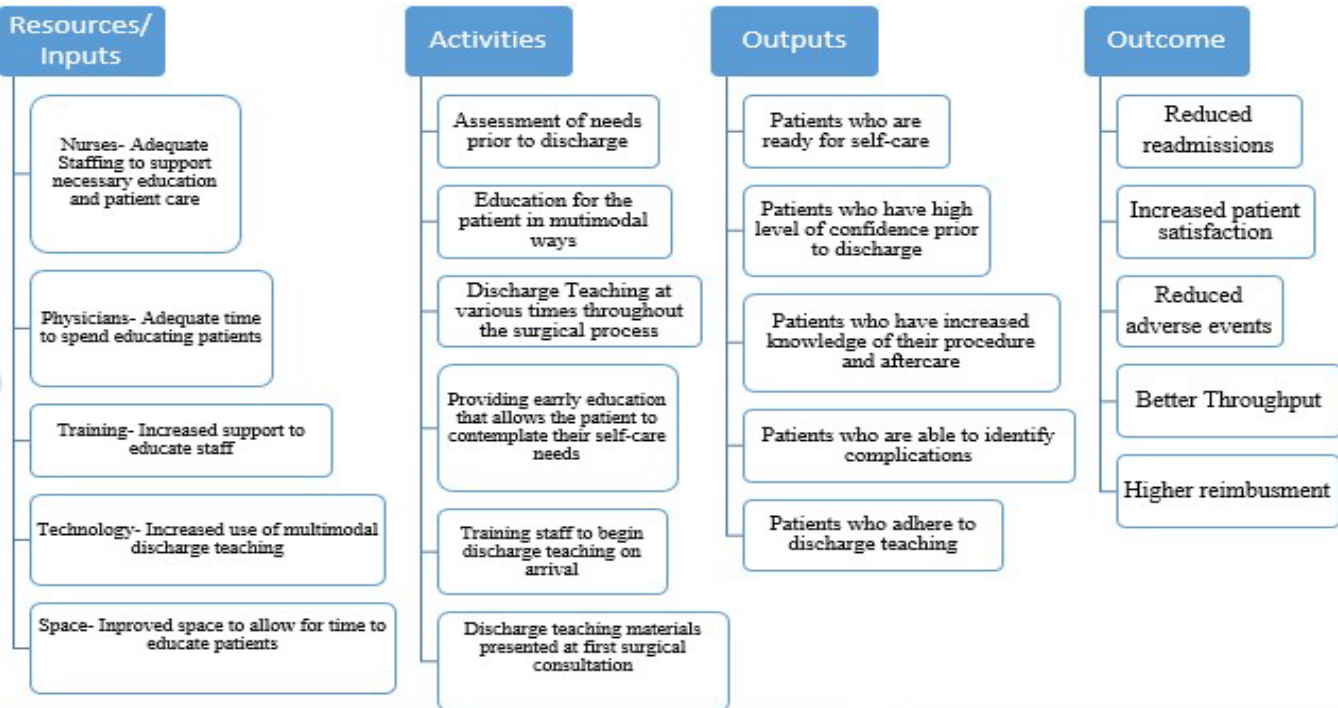 Resources/
Inputs
Nurses- Adequate
Staffing to support
necessary education
and patient care
Physicians- Adequate time
to spend educating patients
Training- Increased support to
educate staff
Technology- Increased use of multimodal
discharge teaching
Space- Inproved space to allow for time to
educate patients
Activities
Assessment of needs
prior to discharge
Education for the
patient in mutimodal
ways
Discharge Teaching at
various times throughout
the surgical process
Providing earrly education
that allows the patient to
contemplate their self-care
needs
Training staff to begin
discharge teaching on
arrival
Discharge teaching materials
presented at first surgical
consultation
Outputs
Patients who are
ready for self-care
Patients who have high
level of confidence prior
to discharge
Patients who have increased
knowledge of their procedure
and aftercare
Patients who are able to identify
complications
Patients who adhere to
discharge teaching
Outcome
Reduced
readmissions
Increased patient
satisfaction
Reduced
adverse events
Better Throughput
Higher reimbusment